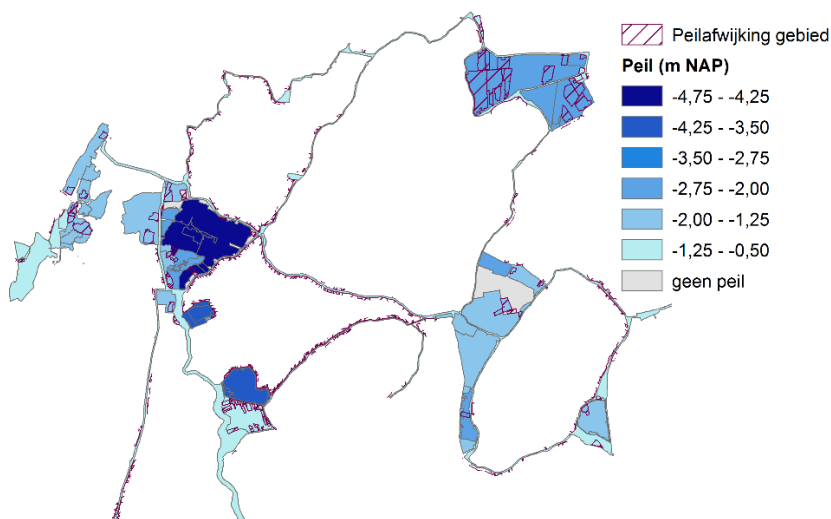 Peilafwijking gebied
Peil (m NAP)
-4,75 - -4,25
-4,25 - -3,50
-3,50 - -2,75
-2,75 - -2,00
-2,00 - -1,25
-1,25 - -0,50
geen peil